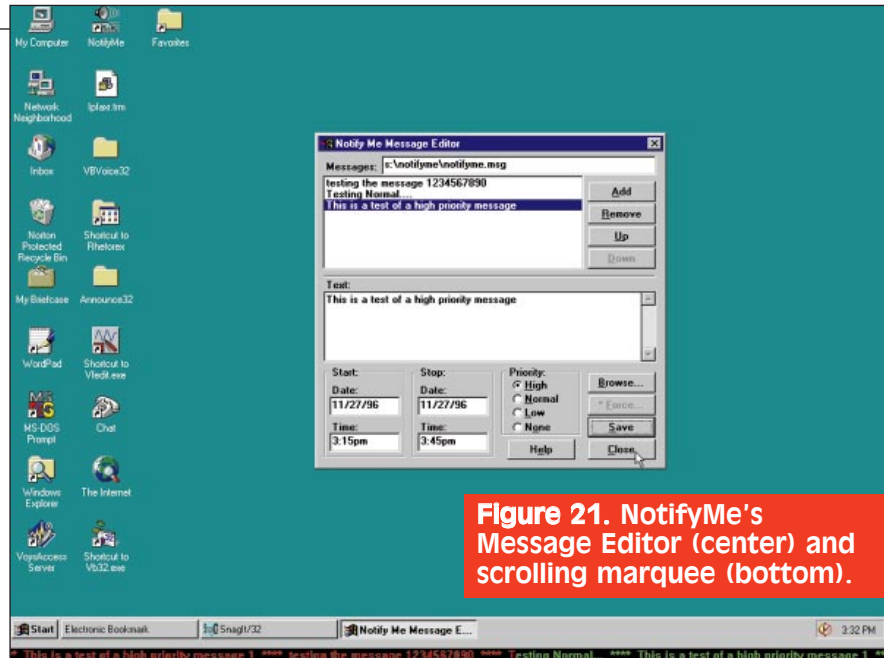 My Computer
NotifyMe
Favorites
Network Neighborhood
lpfaxr.trm
Inbox
VBVoice32
Norton Protected Recycle Bin
Shortcut to Rhetorex
My Briefcase
Announce32
WordPad
Shortcut to Vfedit.exe
MS-DOS Prompt
Chat
Windows Explorer
The Internet
VoysAccess Server
Shortcut to Vb32.exe
Notify Me Message Editor
Messages: s:\notifyme\notifyme.msg
testing the message 1234567890
Testing Normal....
This is a test of a high priority message
Add
Remove
Up
Down
Text:
This is a test of a high priority message
Start:
Date:
11/27/96
Time:
3:15pm
Stop:
Date:
11/27/96
Time:
3:45pm
Priority:
High
Normal
Low
None
Help
Browse...
* Force...
Save
Close
Figure 21. NotifyMe's
Message Editor (center) and
scrolling marquee (bottom).
Start Electronic Bookmark SnagIt/32 Notify Me Message E... 3:32 PM
* This is a test of a high priority message 1 **** testing the message 1234567890 **** Testing Normal... **** This is a test of a high priority message 1 **